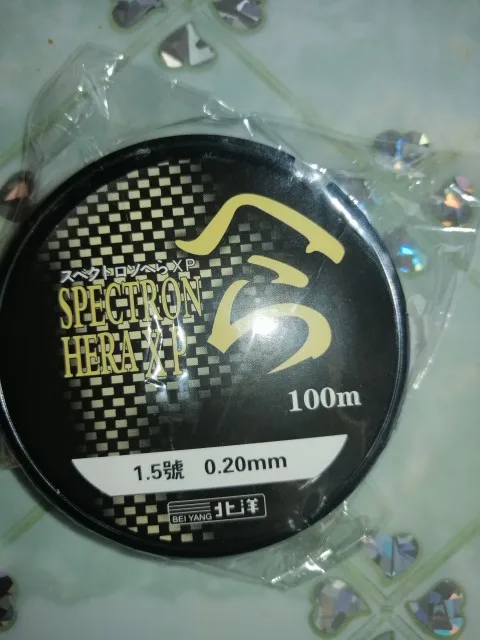 へら
スペクトロンへらXP
SPECTRON
HERA XP
100m
1.5號 0.20mm
BEI YANG 北洋